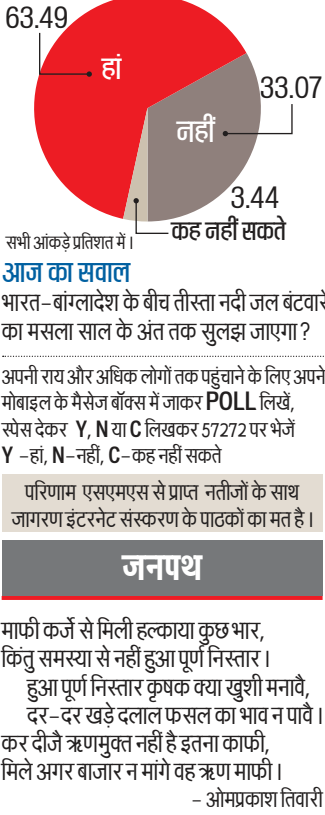 63.49
हां
33.07
नहीं
3.44
कह नहीं सकते
सभी आंकड़े प्रतिशत में।
आज का सवाल
भारत-बांग्लादेश के बीच तीस्ता नदी जल बंटवारे
का मसला साल के अंत तक सुलझ जाएगा?
अपनी राय और अधिक लोगों तक पहुंचाने के लिए अपने
मोबाइल के मैसेज बॉक्स में जाकर POLL लिखें,
स्पेस देकर Y, N या C लिखकर 57272 पर भेजें
Y -हां, N-नहीं, C-कह नहीं सकते
परिणाम एसएमएस से प्राप्त नतीजों के साथ
जागरण इंटरनेट संस्करण के पाठकों का मत है।
जनपथ
माफी कर्जे से मिली हल्काया कुछ भार,
किंतु समस्या से नहीं हुआ पूर्ण निस्तार।
हुआ पूर्ण निस्तार कृषक क्या खुशी मनावै,
दर-दर खड़े दलाल फसल का भाव न पावै।
कर दीजै ऋणमुक्त नहीं है इतना काफी,
मिले अगर बाजार न मांगे वह ऋण माफी।
- ओमप्रकाश तिवारी